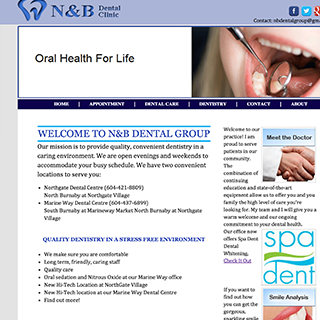 N&B Dental
Clinic
Contact: nbdentalgroup@gm
Oral Health For Life
HOME | APPOINTMENT | DENTAL CARE | DENTISTRY | CONTACT | ABOUT
WELCOME TO N&B DENTAL GROUP
Our mission is to provide quality, convenient dentistry in a
caring environment. We are open evenings and weekends to
accommodate your busy schedule. We have two convenient
locations to serve you:
Northgate Dental Centre (604-421-8809)
North Burnaby at Northgate Village
Marine Way Dental Centre (604-437-6899)
South Burnaby at Marineway Market North Burnaby at Northgate
Village
QUALITY DENTISTRY IN A STRESS FREE ENVIRONMENT
We make sure you are comfortable
Long term, friendly, caring staff
Quality care
Oral sedation and Nitrous Oxide at our Marine Way office
New Hi-Tech Location at NorthGate Village
New Hi-Tech location at our Marine Way Dental Centre
Find out more!
Welcome to our
practice! I am
proud to serve
patients in our
community.
The
combination of
continuing
education and state-of-the-art
equipment allow us to offer you and you
family the high level of care you're
looking for. My team and I will give you a
warm welcome and our ongoing
commitment to your dental health.
Our office now
offers Spa Dent
Dental
Whitening,
Check It Out
If you want to
find out how
you can get the
gorgeous,
sparkling smile
Meet the Doctor
spa
dent
Smile Analysis